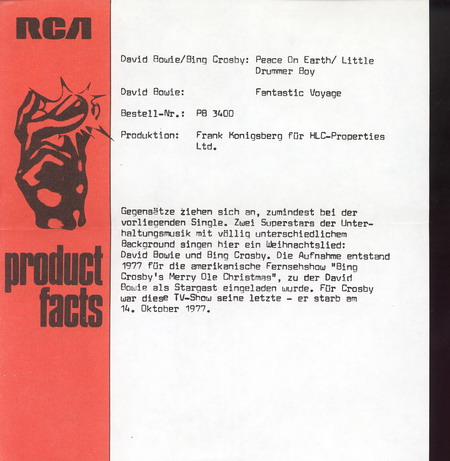 RCA
David Bowie/Bing Crosby: Peace On Earth/ Little
Drummer Boy
David Bowie: Fantastic Voyage
Bestell-Nr.: PB 3400
Produktion: Frank Konigsberg für HLC-Properties
Ltd.
Gegensätze ziehen sich an, zumindest bei der
vorliegenden Single. Zwei Superstars der Unter-
haltungsmusik mit völlig unterschiedlichem
Background singen hier ein Weihnachtslied:
David Bowie und Bing Crosby. Die Aufnahme entstand
1977 für die amerikanische Fernsehshow "Bing
Crosby's Merry Ole Christmas", zu der David
Bowie als Stargast eingeladen wurde. Für Crosby
war diese TV-Show seine letzte - er starb am
14. Oktober 1977.
product
facts